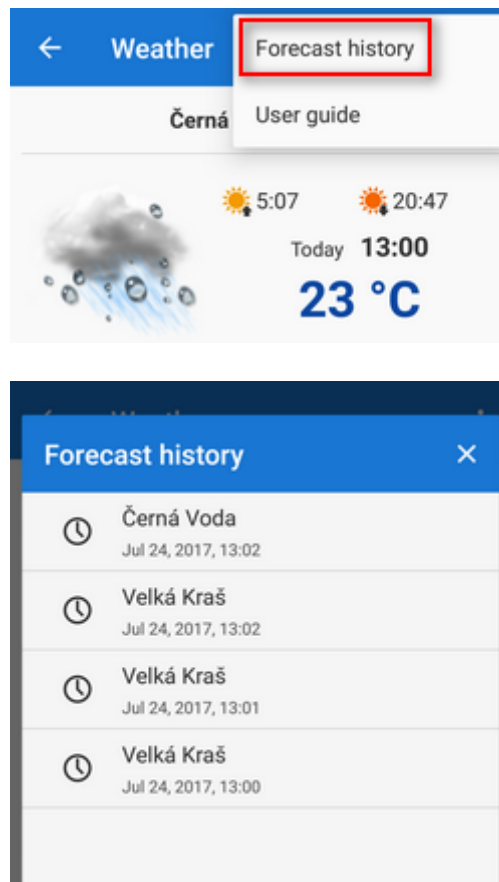 Weather
Forecast history
Černá
User guide
5:07 20:47
Today 13:00
23 °C
Forecast history
Černá Voda
Jul 24, 2017, 13:02
Velká Kraš
Jul 24, 2017, 13:02
Velká Kraš
Jul 24, 2017, 13:01
Velká Kraš
Jul 24, 2017, 13:00